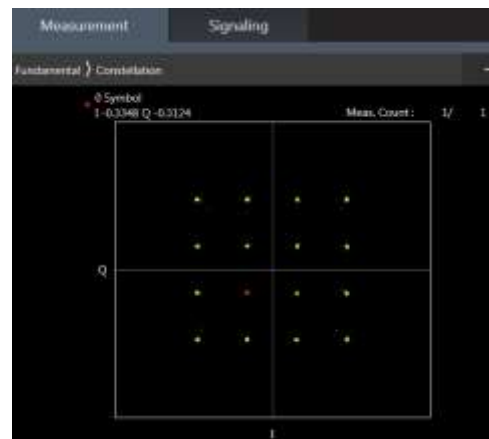 Measurement Signaling
Fundamental ⟩ Constellation
0 Symbol
I -0.3348 Q -0.3124 Meas. Count : 1/ 1
Q
I